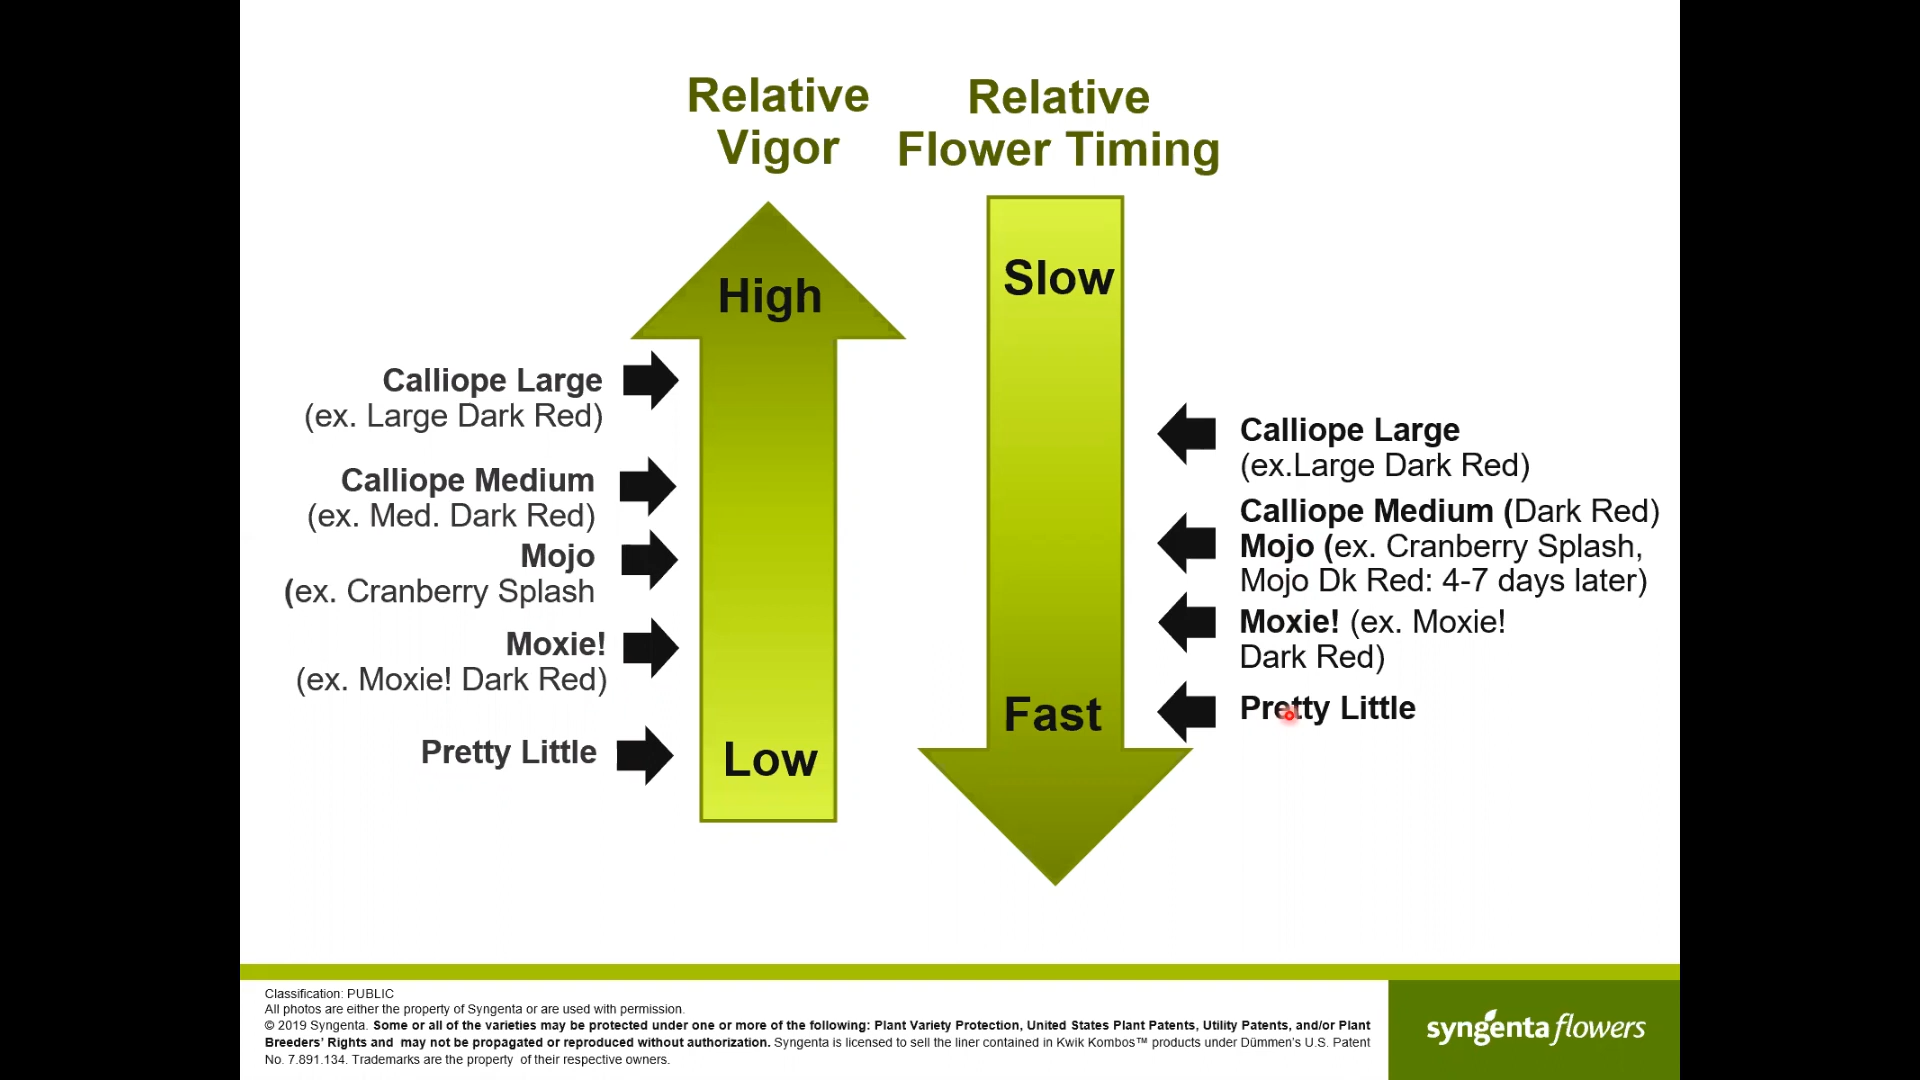 Relative
Vigor
Relative
Flower Timing
High
Slow
Calliope Large
(ex. Large Dark Red)
Calliope Medium
(ex. Med. Dark Red)
Mojo
(ex. Cranberry Splash
Moxie!
(ex. Moxie! Dark Red)
Pretty Little
Low
Fast
Calliope Large
(ex.Large Dark Red)
Calliope Medium (Dark Red)
Mojo (ex. Cranberry Splash,
Mojo Dk Red: 4-7 days later)
Moxie! (ex. Moxie!
Dark Red)
Pretty Little
Classification: PUBLIC
All photos are either the property of Syngenta or are used with permission.
© 2019 Syngenta. Some or all of the varieties may be protected under one or more of the following: Plant Variety Protection, United States Plant Patents, Utility Patents, and/or Plant
Breeders' Rights and may not be propagated or reproduced without authorization. Syngenta is licensed to sell the liner contained in Kwik Kombos™ products under Dümmen's U.S. Patent
No. 7.891.134. Trademarks are the property of their respective owners.
syngenta flowers